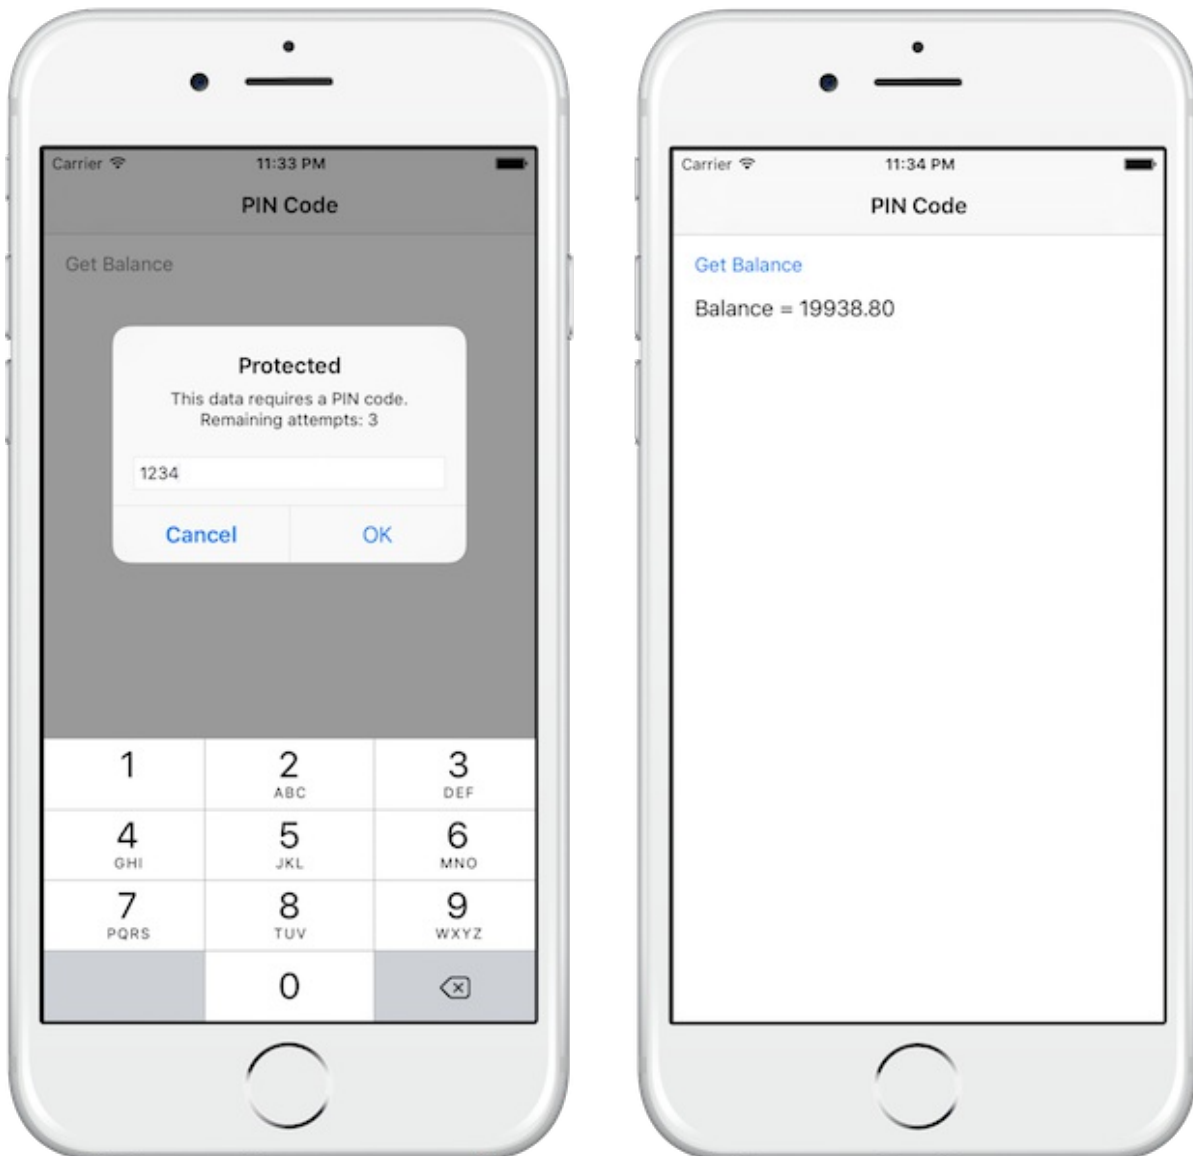 Carrier 11:33 PM
PIN Code
Get Balance
Protected
This data requires a PIN code.
Remaining attempts: 3
1234
Cancel OK
1 2 3
ABC DEF
4 5 6
GHI JKL MNO
7 8 9
PQRS TUV WXYZ
0
Carrier 11:34 PM
PIN Code
Get Balance
Balance = 19938.80